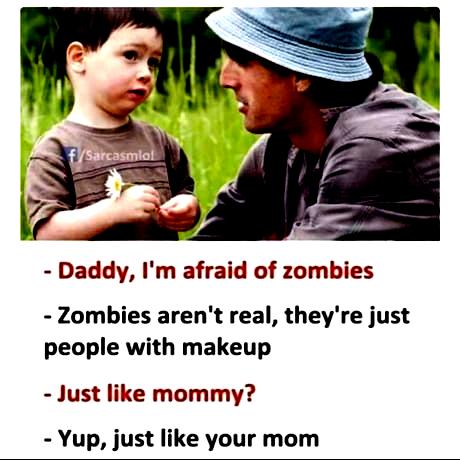 f/Sarcasmlol
- Daddy, I'm afraid of zombies
- Zombies aren't real, they're just
people with makeup
- Just like mommy?
- Yup, just like your mom